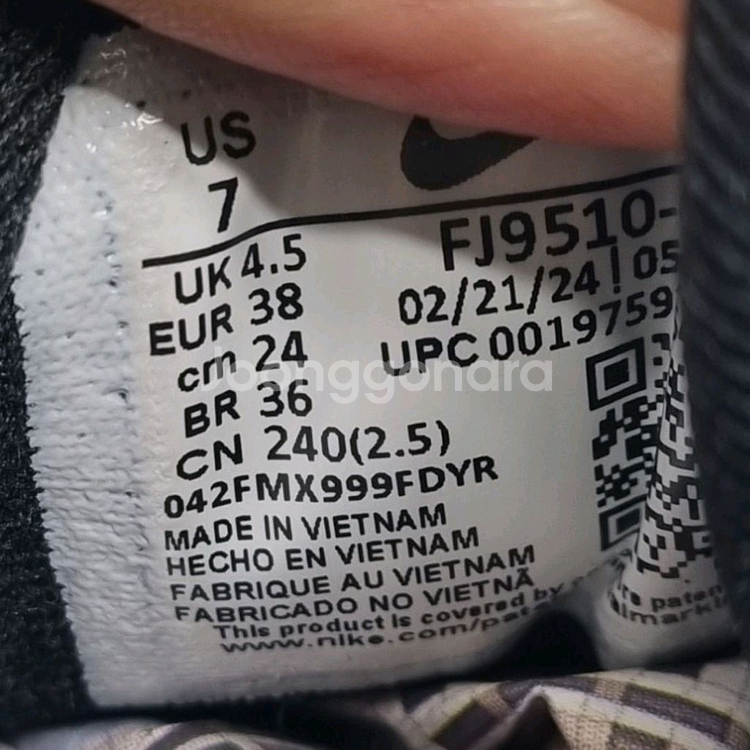 US
7
UK 4.5
EUR 38
cm 24
BR 36
CN 240(2.5)
FJ9510-
02/21/24 ! 05
UPC 0019759
042FMX999FDYR
MADE IN VIETNAM
HECHO EN VIETNAM
FABRIQUE AU VIETNAM
FABRICADO NO VIETNÃ
This product is covered by
www.nike.com/pat
Joonggonara